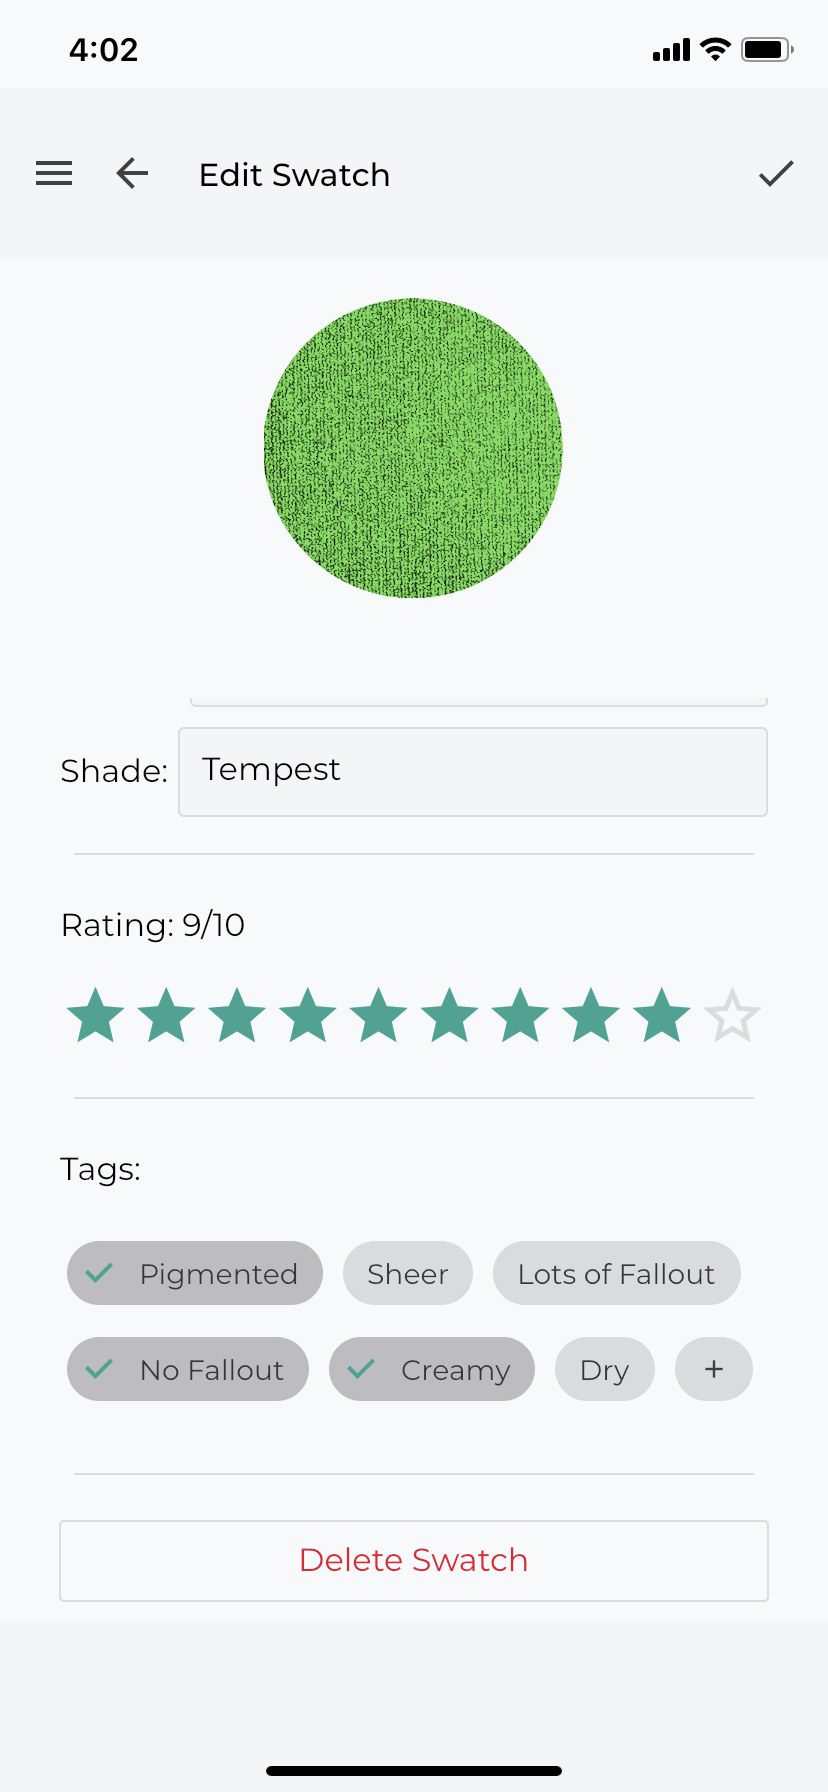 4:02
Edit Swatch
Shade: Tempest
Rating: 9/10
Tags:
Pigmented Sheer Lots of Fallout
No Fallout Creamy Dry +
Delete Swatch